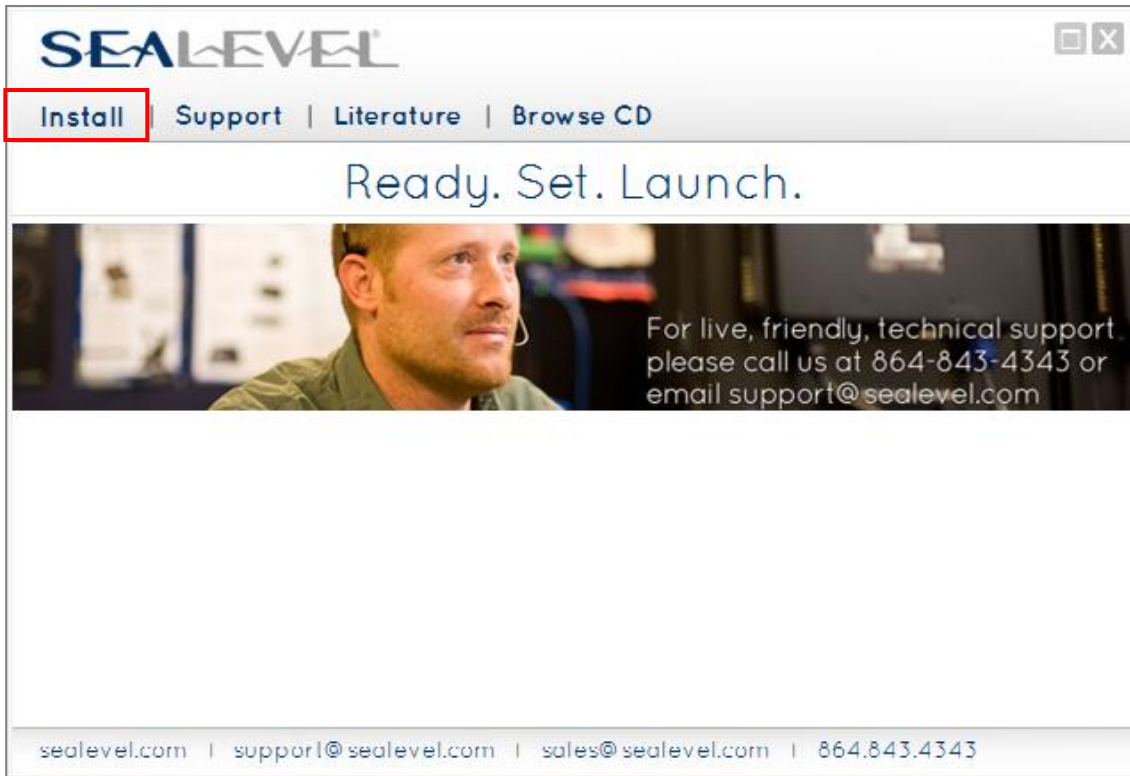 SEALEVEL®
Install | Support | Literature | Browse CD
Ready. Set. Launch.
For live, friendly, technical support
please call us at 864-843-4343 or
email support@sealevel.com
sealevel.com | support@sealevel.com | sales@sealevel.com | 864.843.4343